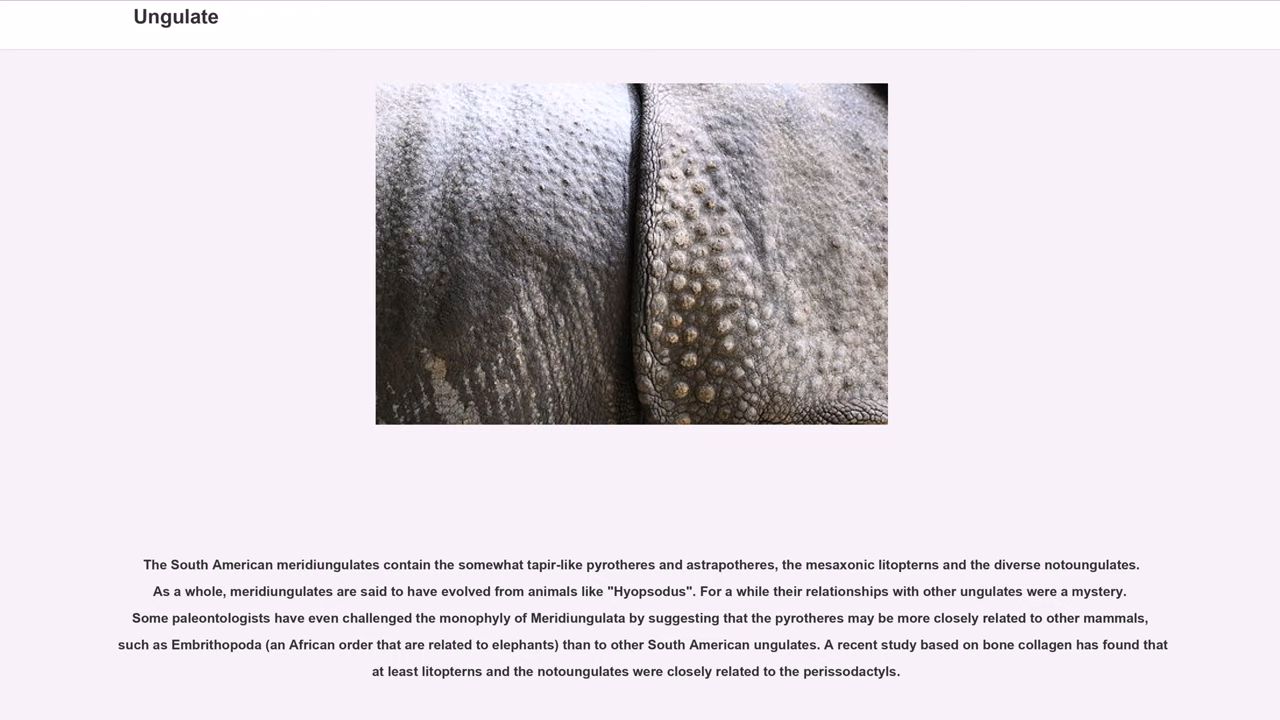 Ungulate
The South American meridiungulates contain the somewhat tapir-like pyrotheres and astrapotheres, the mesaxonic litopterns and the diverse notoungulates.
As a whole, meridiungulates are said to have evolved from animals like "Hyopsodus". For a while their relationships with other ungulates were a mystery.
Some paleontologists have even challenged the monophyly of Meridiungulata by suggesting that the pyrotheres may be more closely related to other mammals,
such as Embrithopoda (an African order that are related to elephants) than to other South American ungulates. A recent study based on bone collagen has found that
at least litopterns and the notoungulates were closely related to the perissodactyls.